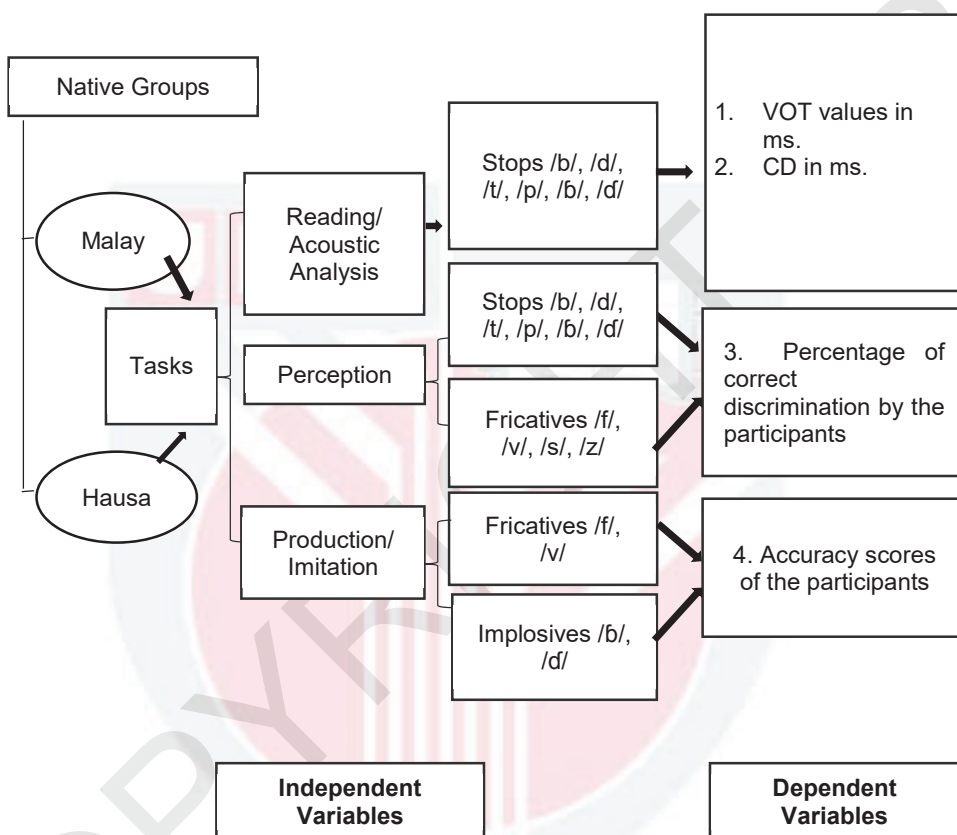 Native Groups
Malay
Hausa
Tasks
Reading/
Acoustic
Analysis
Perception
Production/
Imitation
Stops /b/, /d/,
/t/, /p/, /ɓ/, /ɗ/
Stops /b/, /d/,
/t/, /p/, /ɓ/, /ɗ/
Fricatives /f/,
/v/, /s/, /z/
Fricatives /f/,
/v/
Implosives /ɓ/,
/ɗ/
1. VOT values in
ms.
2. CD in ms.
3. Percentage of
correct
discrimination by the
participants
4. Accuracy scores
of the participants
Independent
Variables
Dependent
Variables